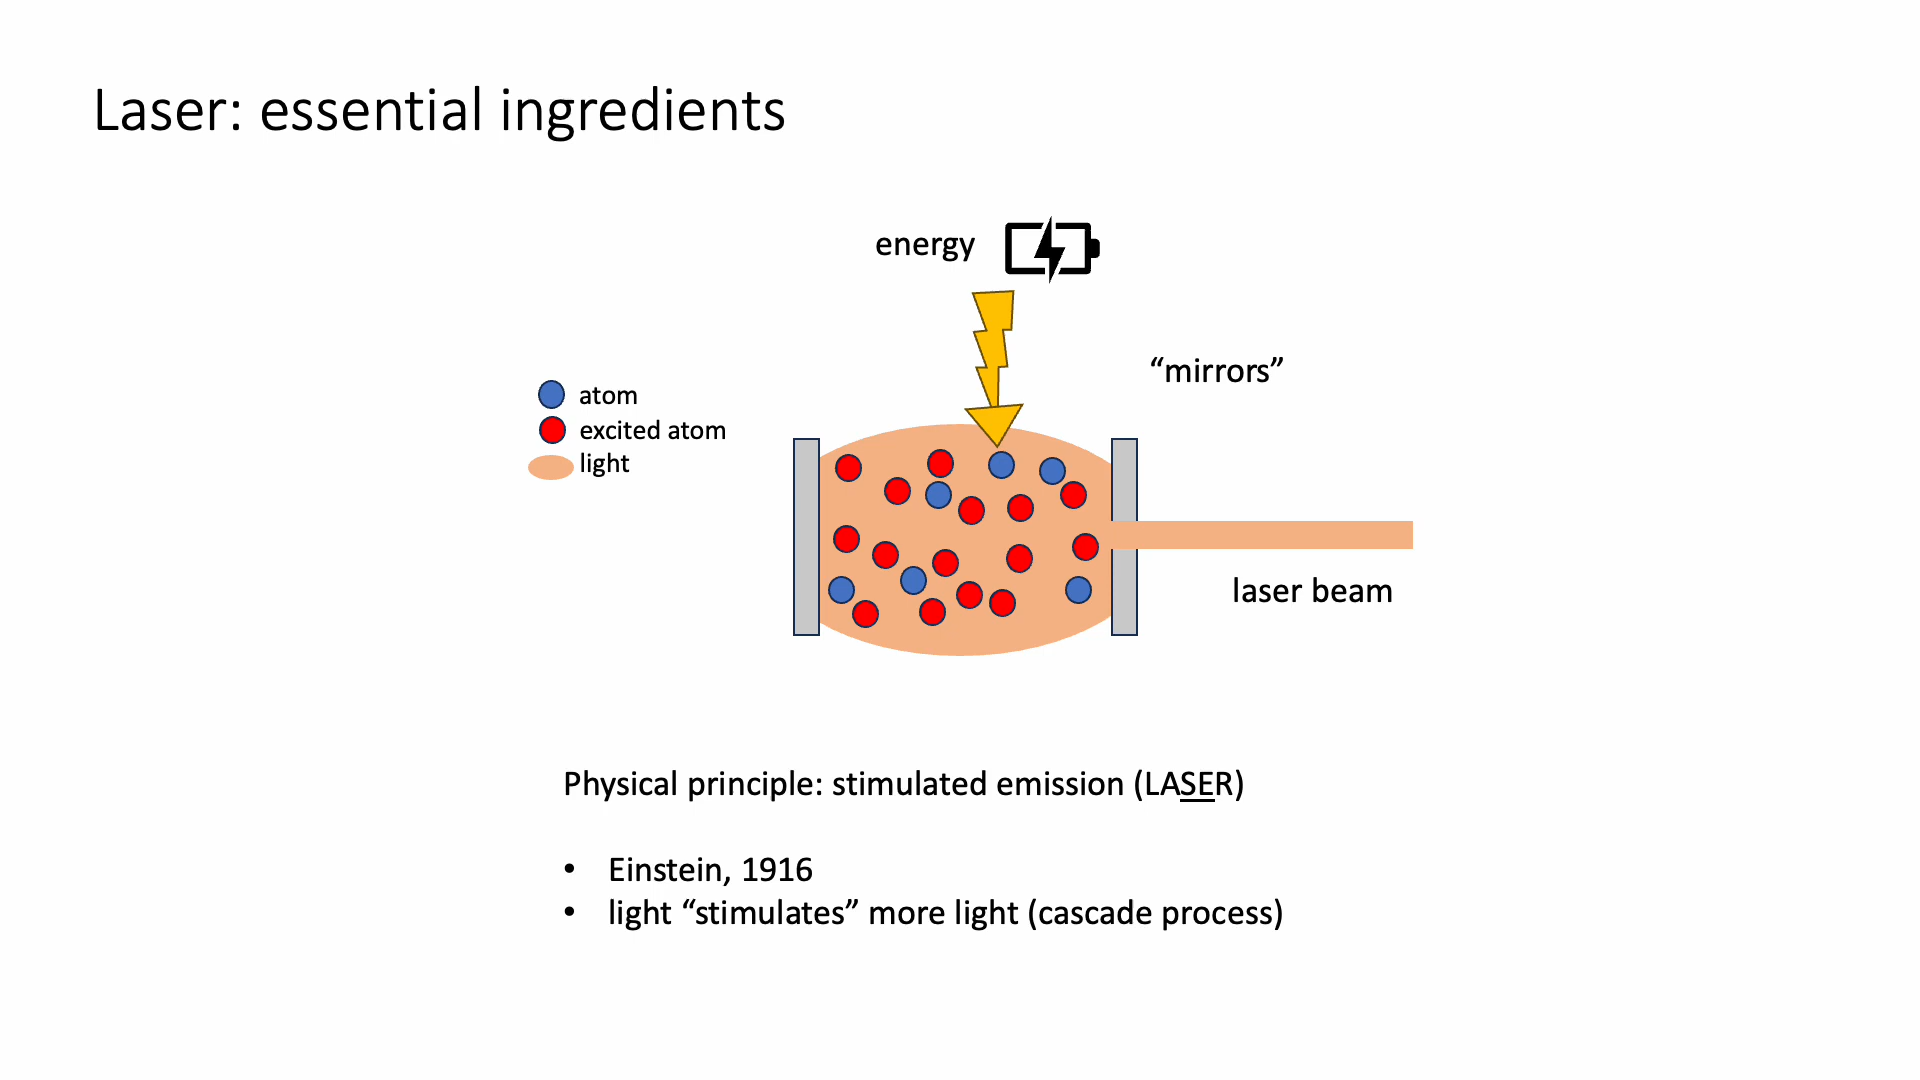 Laser: essential ingredients
energy
“mirrors”
atom
excited atom
light
laser beam
Physical principle: stimulated emission (LASER)
• Einstein, 1916
• light “stimulates” more light (cascade process)